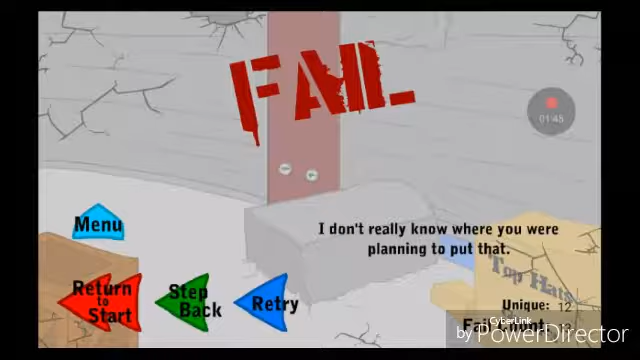 FAIL
01:45
Menu
I don't really know where you were
planning to put that.
Top Hats
Return
to
Start
Step
Back
Retry
Unique: 12
CyberLink
by PowerDirector